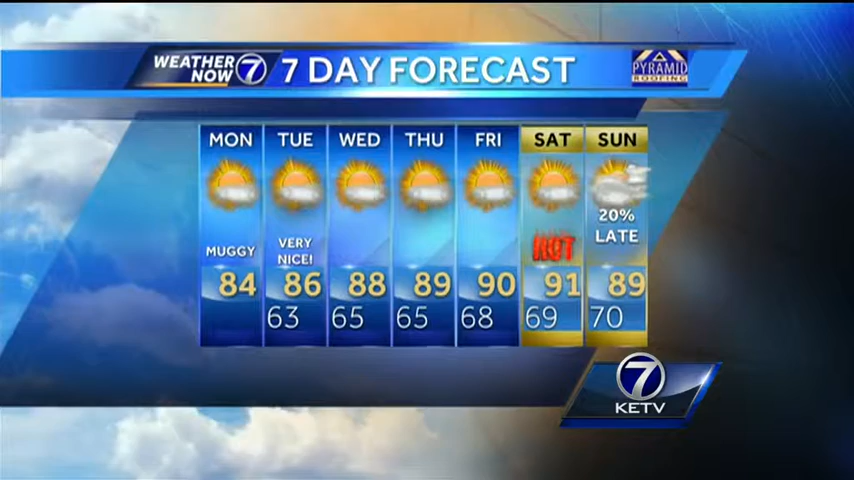 WEATHER NOW 7
7 DAY FORECAST
PYRAMID
ROOFING
MON TUE WED THU FRI SAT SUN
MUGGY
VERY
NICE!
HOT
20%
LATE
84 86 88 89 90 91 89
63 65 65 68 69 70
7
KETV